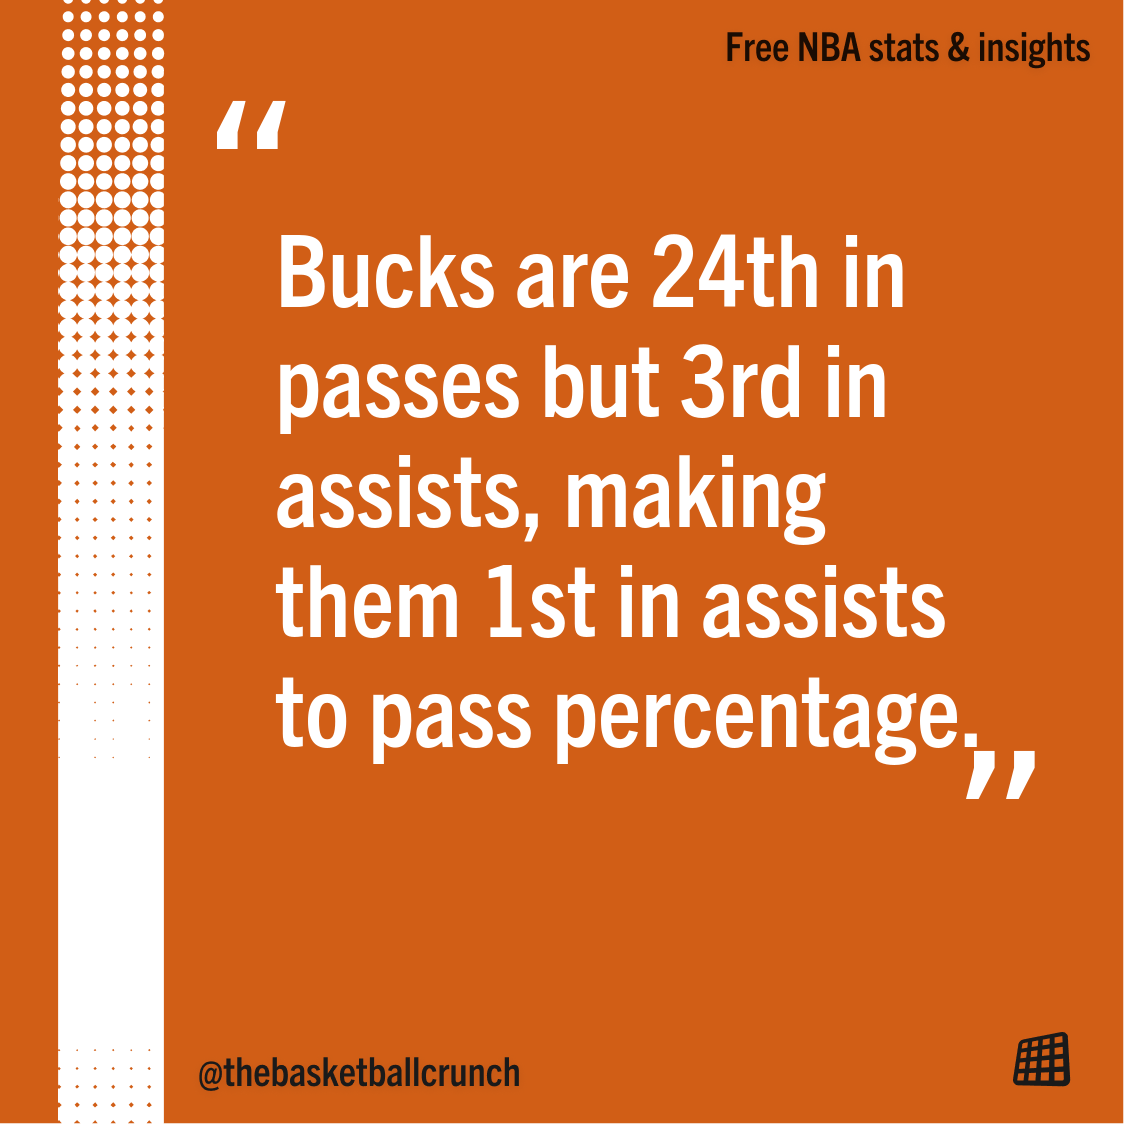 Free NBA stats & insights
“
Bucks are 24th in
passes but 3rd in
assists, making
them 1st in assists
to pass percentage.
”
@thebasketballcrunch